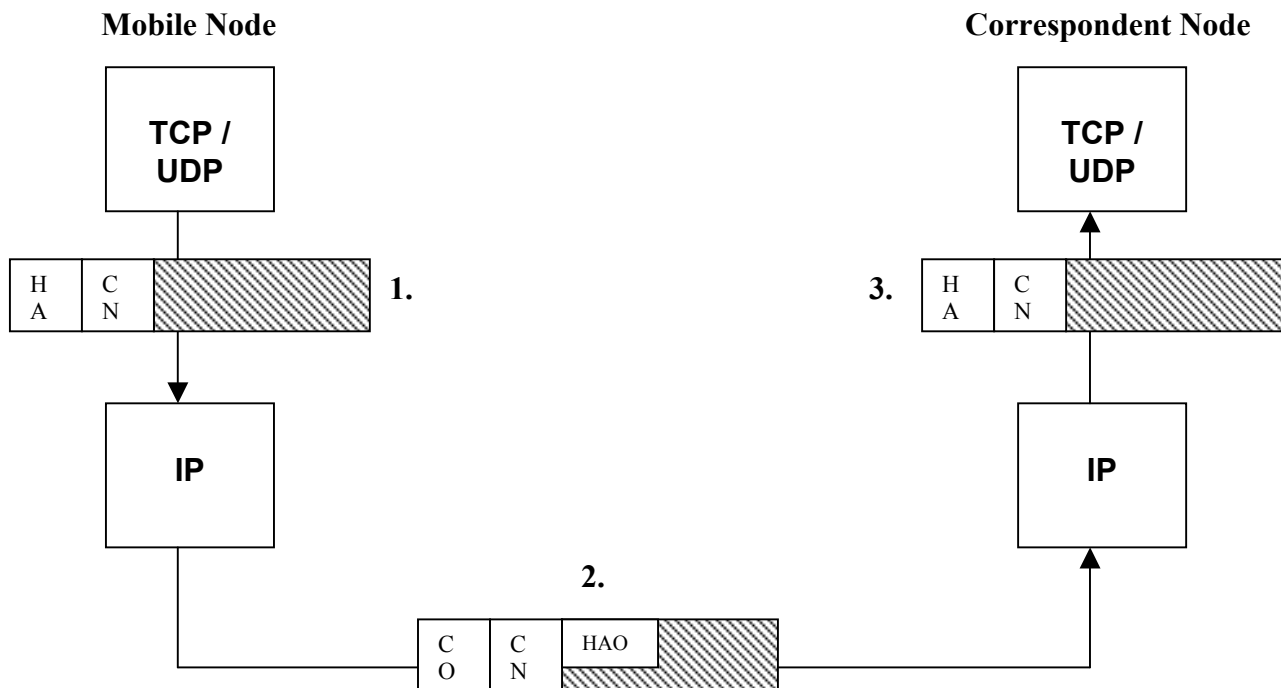 Mobile Node
Correspondent Node
TCP /
UDP
TCP /
UDP
H
A
C
N
1.
3.
H
A
C
N
IP
IP
2.
C
O
C
N
HAO